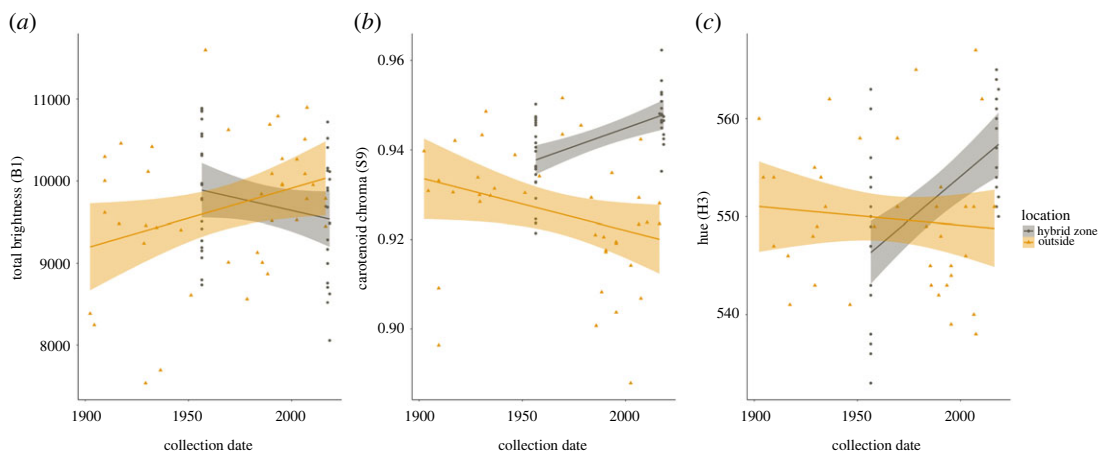 (a)
total brightness (B1)
11000
10000
9000
8000
1900
1950
2000
collection date
(b)
carotenoid chroma (S9)
0.96
0.94
0.92
0.90
1900
1950
2000
collection date
(c)
hue (H3)
560
550
540
1900
1950
2000
collection date
location
hybrid zone
outside